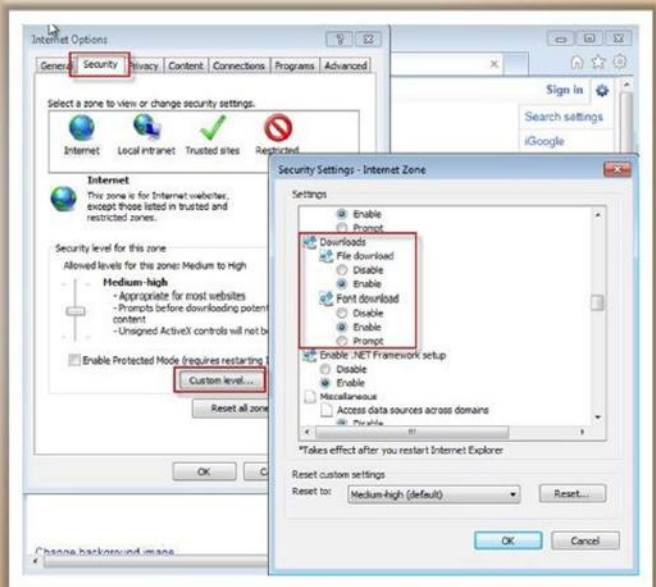 Internet Options
General Security Privacy Content Connections Programs Advanced
Select a zone to view or change security settings.
Internet Local intranet Trusted sites Restricted
Internet
This zone is for Internet websites,
except those listed in trusted and
restricted zones.
Security level for this zone
Allowed levels for this zone: Medium to High
Medium-high
- Appropriate for most websites
- Prompts before downloading poten
content
- Unsigned ActiveX controls will not b
Enable Protected Mode (requires restarting I
Custom level...
Reset all zone
OK C
Change background image
Sign in
Search settings
iGoogle
Security Settings - Internet Zone
Settings
Enable
Prompt
Downloads
File download
Disable
Enable
Font download
Disable
Enable
Prompt
Enable .NET Framework setup
Disable
Enable
Miscellaneous
Access data sources across domains
Disable
*Takes effect after you restart Internet Explorer
Reset custom settings
Reset to: Medium-high (default) Reset...
OK Cancel